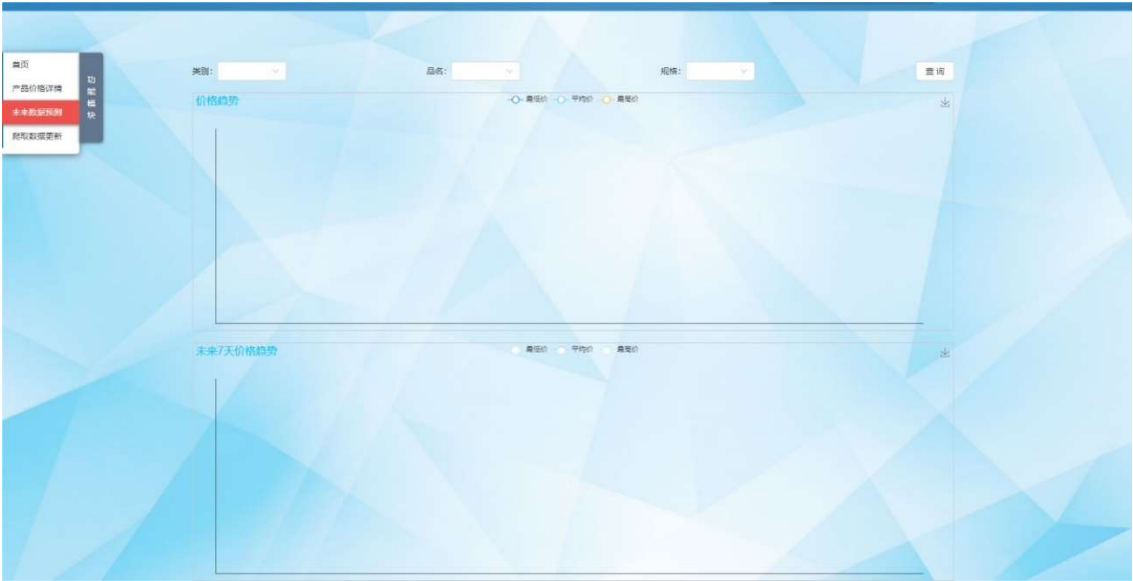 首页
产品价格详情
未来数据预测
爬取数据更新
功能模块
类别：
品名：
规格：
查询
价格趋势
最低价 平均价 最高价
未来7天价格趋势
最低价 平均价 最高价